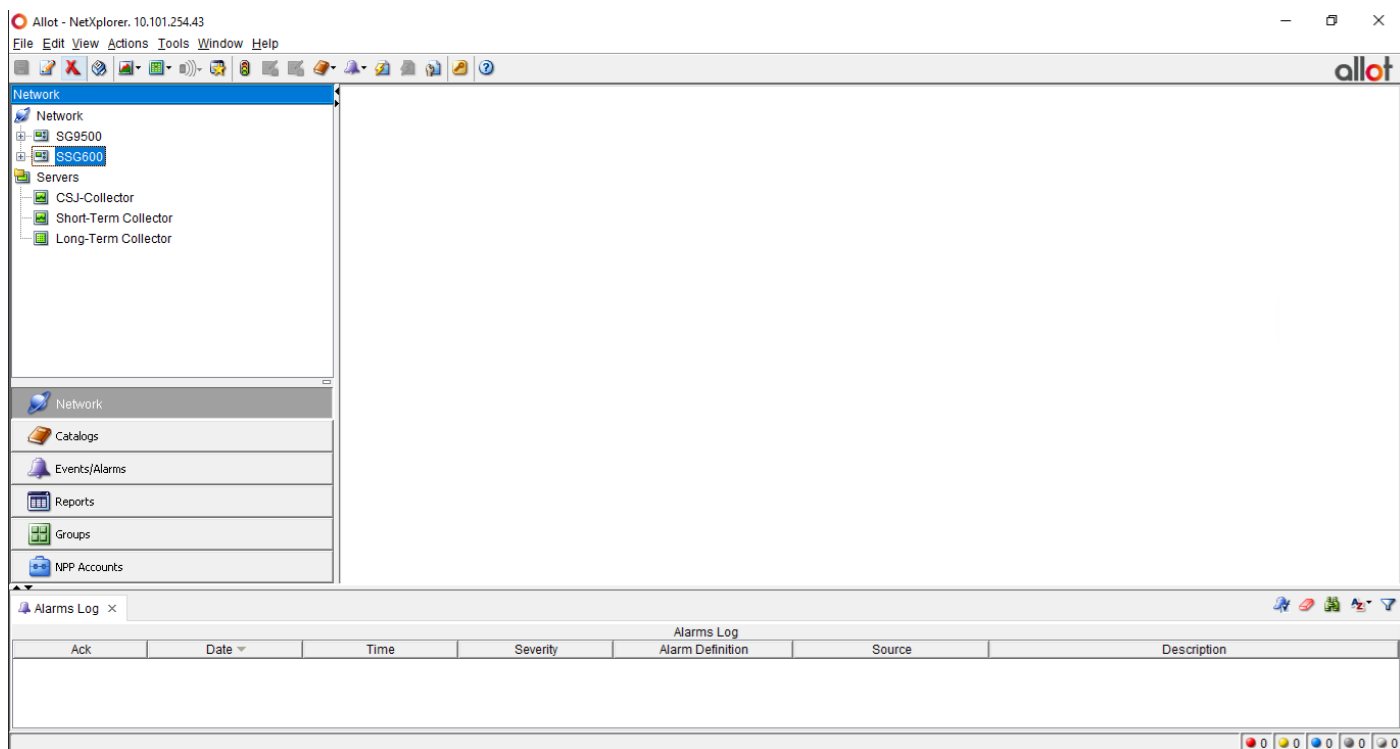 Allot - NetXplorer. 10.101.254.43
File Edit View Actions Tools Window Help
allot
Network
Network
SG9500
SSG600
Servers
CSJ-Collector
Short-Term Collector
Long-Term Collector
Network
Catalogs
Events/Alarms
Reports
Groups
NPP Accounts
Alarms Log
Alarms Log
Ack Date Time Severity Alarm Definition Source Description
0 0 0 0 0